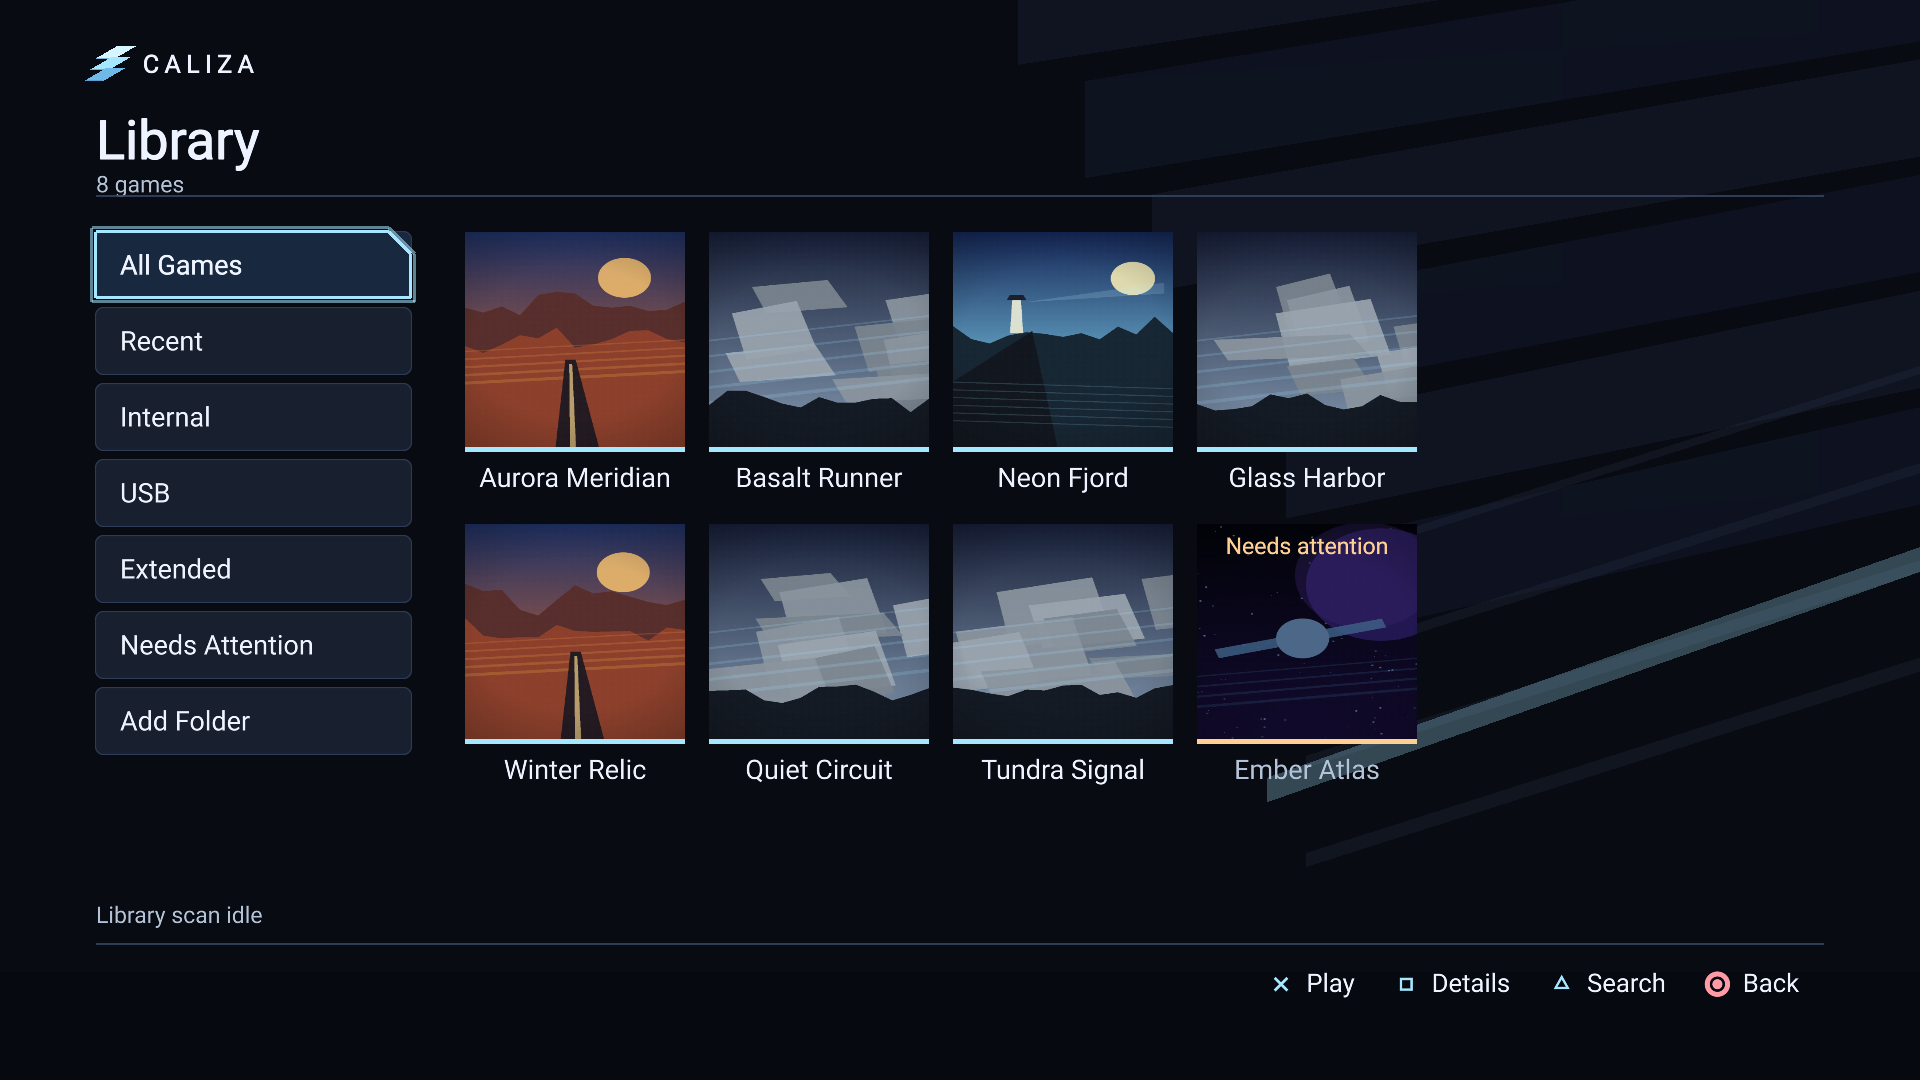 CALIZA
Library
8 games
All Games
Recent
Internal
USB
Extended
Needs Attention
Add Folder
Aurora Meridian
Basalt Runner
Neon Fjord
Glass Harbor
Needs attention
Winter Relic
Quiet Circuit
Tundra Signal
Ember Atlas
Library scan idle
Play
Details
Search
Back